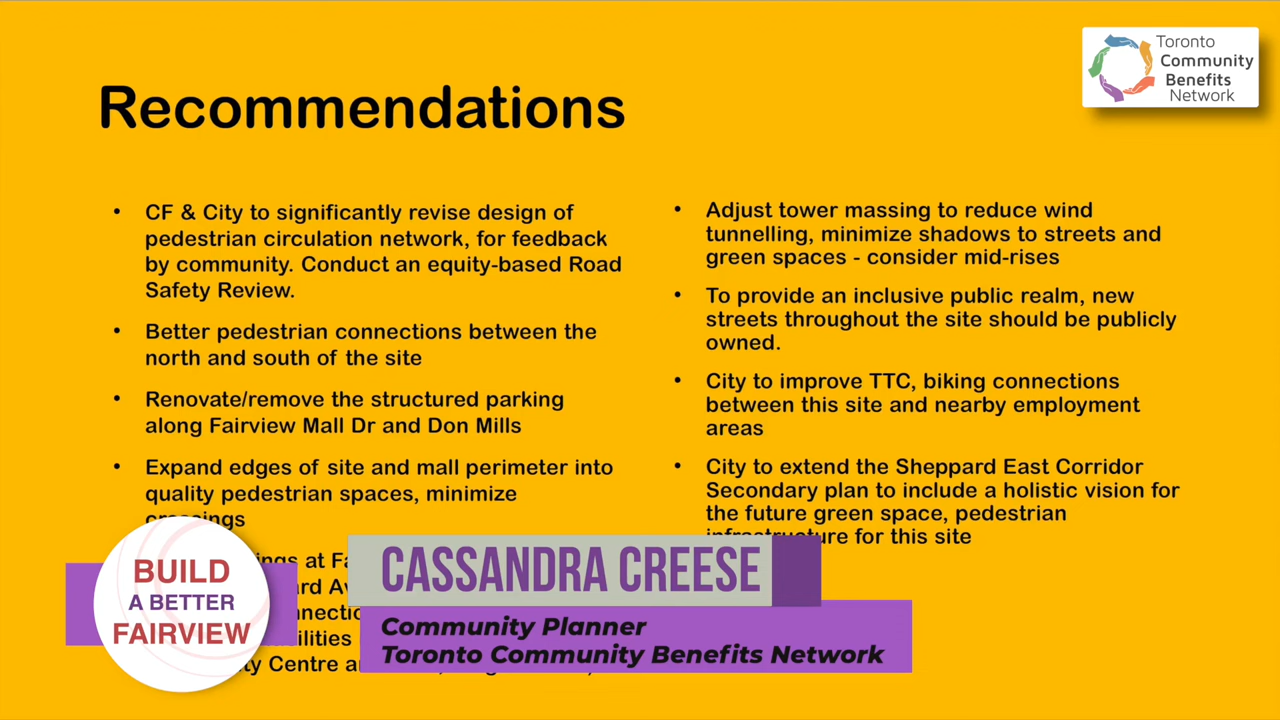 Toronto
Community
Benefits
Network
Recommendations
• CF & City to significantly revise design of
pedestrian circulation network, for feedback
by community. Conduct an equity-based Road
Safety Review.
• Better pedestrian connections between the
north and south of the site
• Renovate/remove the structured parking
along Fairview Mall Dr and Don Mills
• Expand edges of site and mall perimeter into
quality pedestrian spaces, minimize
crossings
at
• Adjust tower massing to reduce wind
tunnelling, minimize shadows to streets and
green spaces - consider mid-rises
• To provide an inclusive public realm, new
streets throughout the site should be publicly
owned.
• City to improve TTC, biking connections
between this site and nearby employment
areas
• City to extend the Sheppard East Corridor
Secondary plan to include a holistic vision for
the future green space, pedestrian
infrastructure for this site
BUILD
A BETTER
FAIRVIEW
CASSANDRA CREESE
Community Planner
Toronto Community Benefits Network
Centre